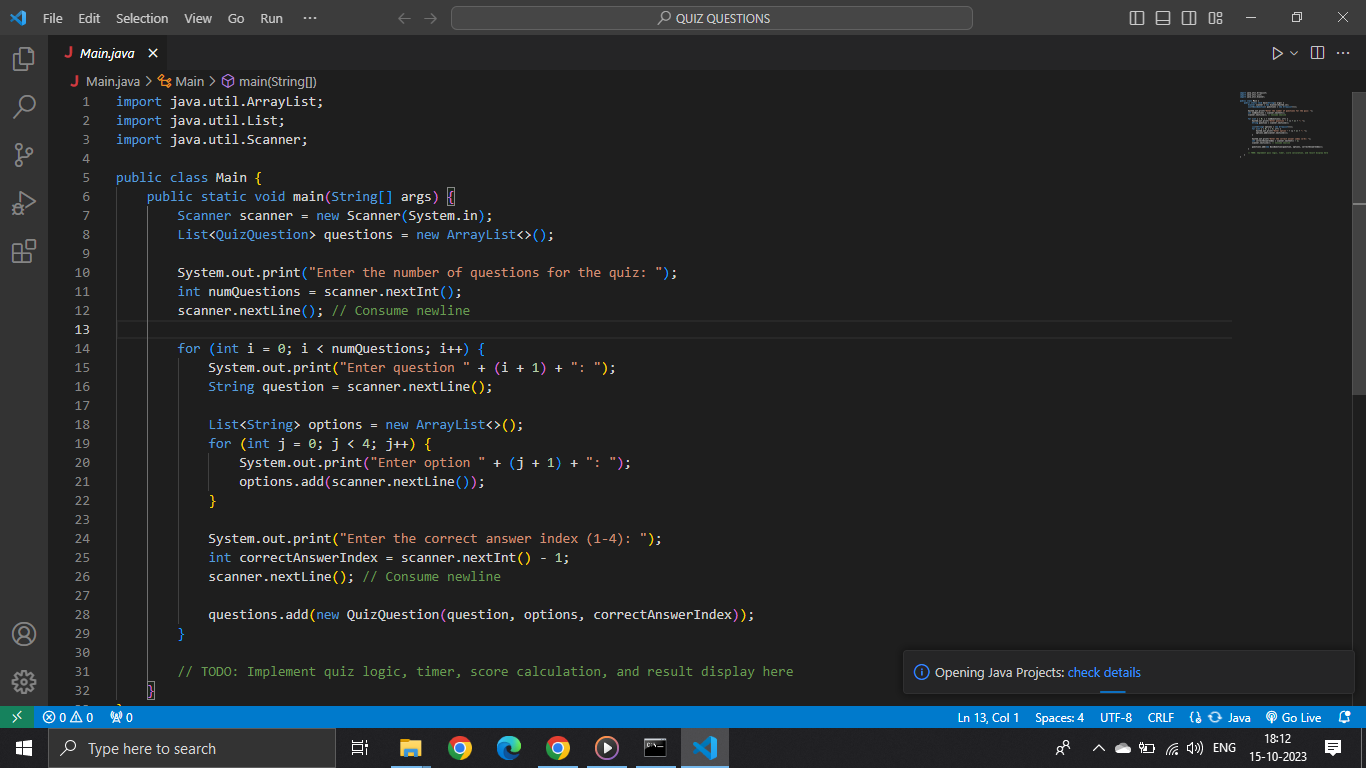 File Edit Selection View Go Run ··· QUIZ QUESTIONS
J Main.java
J Main.java > Main > main(String[])
1 import java.util.ArrayList;
2 import java.util.List;
3 import java.util.Scanner;
4
5 public class Main {
6     public static void main(String[] args) {
7         Scanner scanner = new Scanner(System.in);
8         List<QuizQuestion> questions = new ArrayList<>();
9
10         System.out.print("Enter the number of questions for the quiz: ");
11         int numQuestions = scanner.nextInt();
12         scanner.nextLine(); // Consume newline
13
14         for (int i = 0; i < numQuestions; i++) {
15             System.out.print("Enter question " + (i + 1) + ": ");
16             String question = scanner.nextLine();
17
18             List<String> options = new ArrayList<>();
19             for (int j = 0; j < 4; j++) {
20                 System.out.print("Enter option " + (j + 1) + ": ");
21                 options.add(scanner.nextLine());
22             }
23
24             System.out.print("Enter the correct answer index (1-4): ");
25             int correctAnswerIndex = scanner.nextInt() - 1;
26             scanner.nextLine(); // Consume newline
27
28             questions.add(new QuizQuestion(question, options, correctAnswerIndex));
29         }
30
31         // TODO: Implement quiz logic, timer, score calculation, and result display here
32     }
Opening Java Projects: check details
0 0 0 Ln 13, Col 1 Spaces: 4 UTF-8 CRLF Java Go Live
Type here to search ENG 18:12
15-10-2023